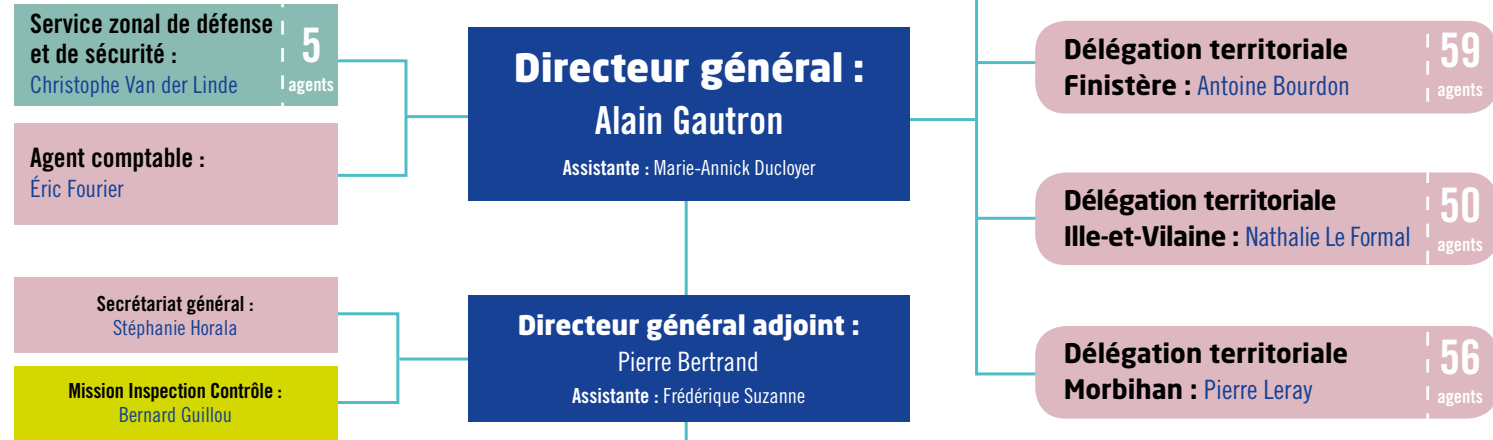 Service zonal de défense
et de sécurité :
Christophe Van der Linde
5
agents
Agent comptable :
Éric Fourier
Directeur général :
Alain Gautron
Assistante : Marie-Annick Ducloyer
Délégation territoriale
Finistère : Antoine Bourdon
59
agents
Délégation territoriale
Ille-et-Vilaine : Nathalie Le Formal
50
agents
Secrétariat général :
Stéphanie Horala
Mission Inspection Contrôle :
Bernard Guillou
Directeur général adjoint :
Pierre Bertrand
Assistante : Frédérique Suzanne
Délégation territoriale
Morbihan : Pierre Leray
56
agents